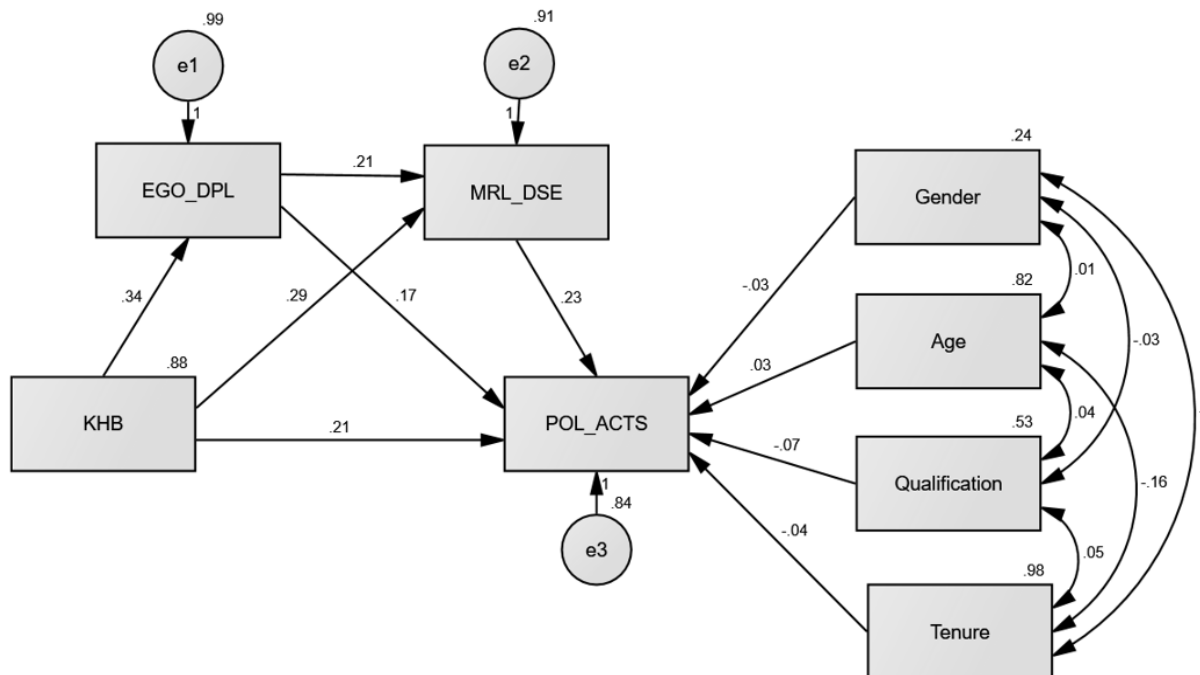 .99
e1
1
EGO_DPL
.91
e2
1
MRL_DSE
.21
.34
.29
.17
.23
.88
KHB
.21
POL_ACTS
1
.84
e3
.24
Gender
-.03
.01
.82
Age
.03
-.03
.04
.53
Qualification
-.07
-.16
.05
-.04
.98
Tenure